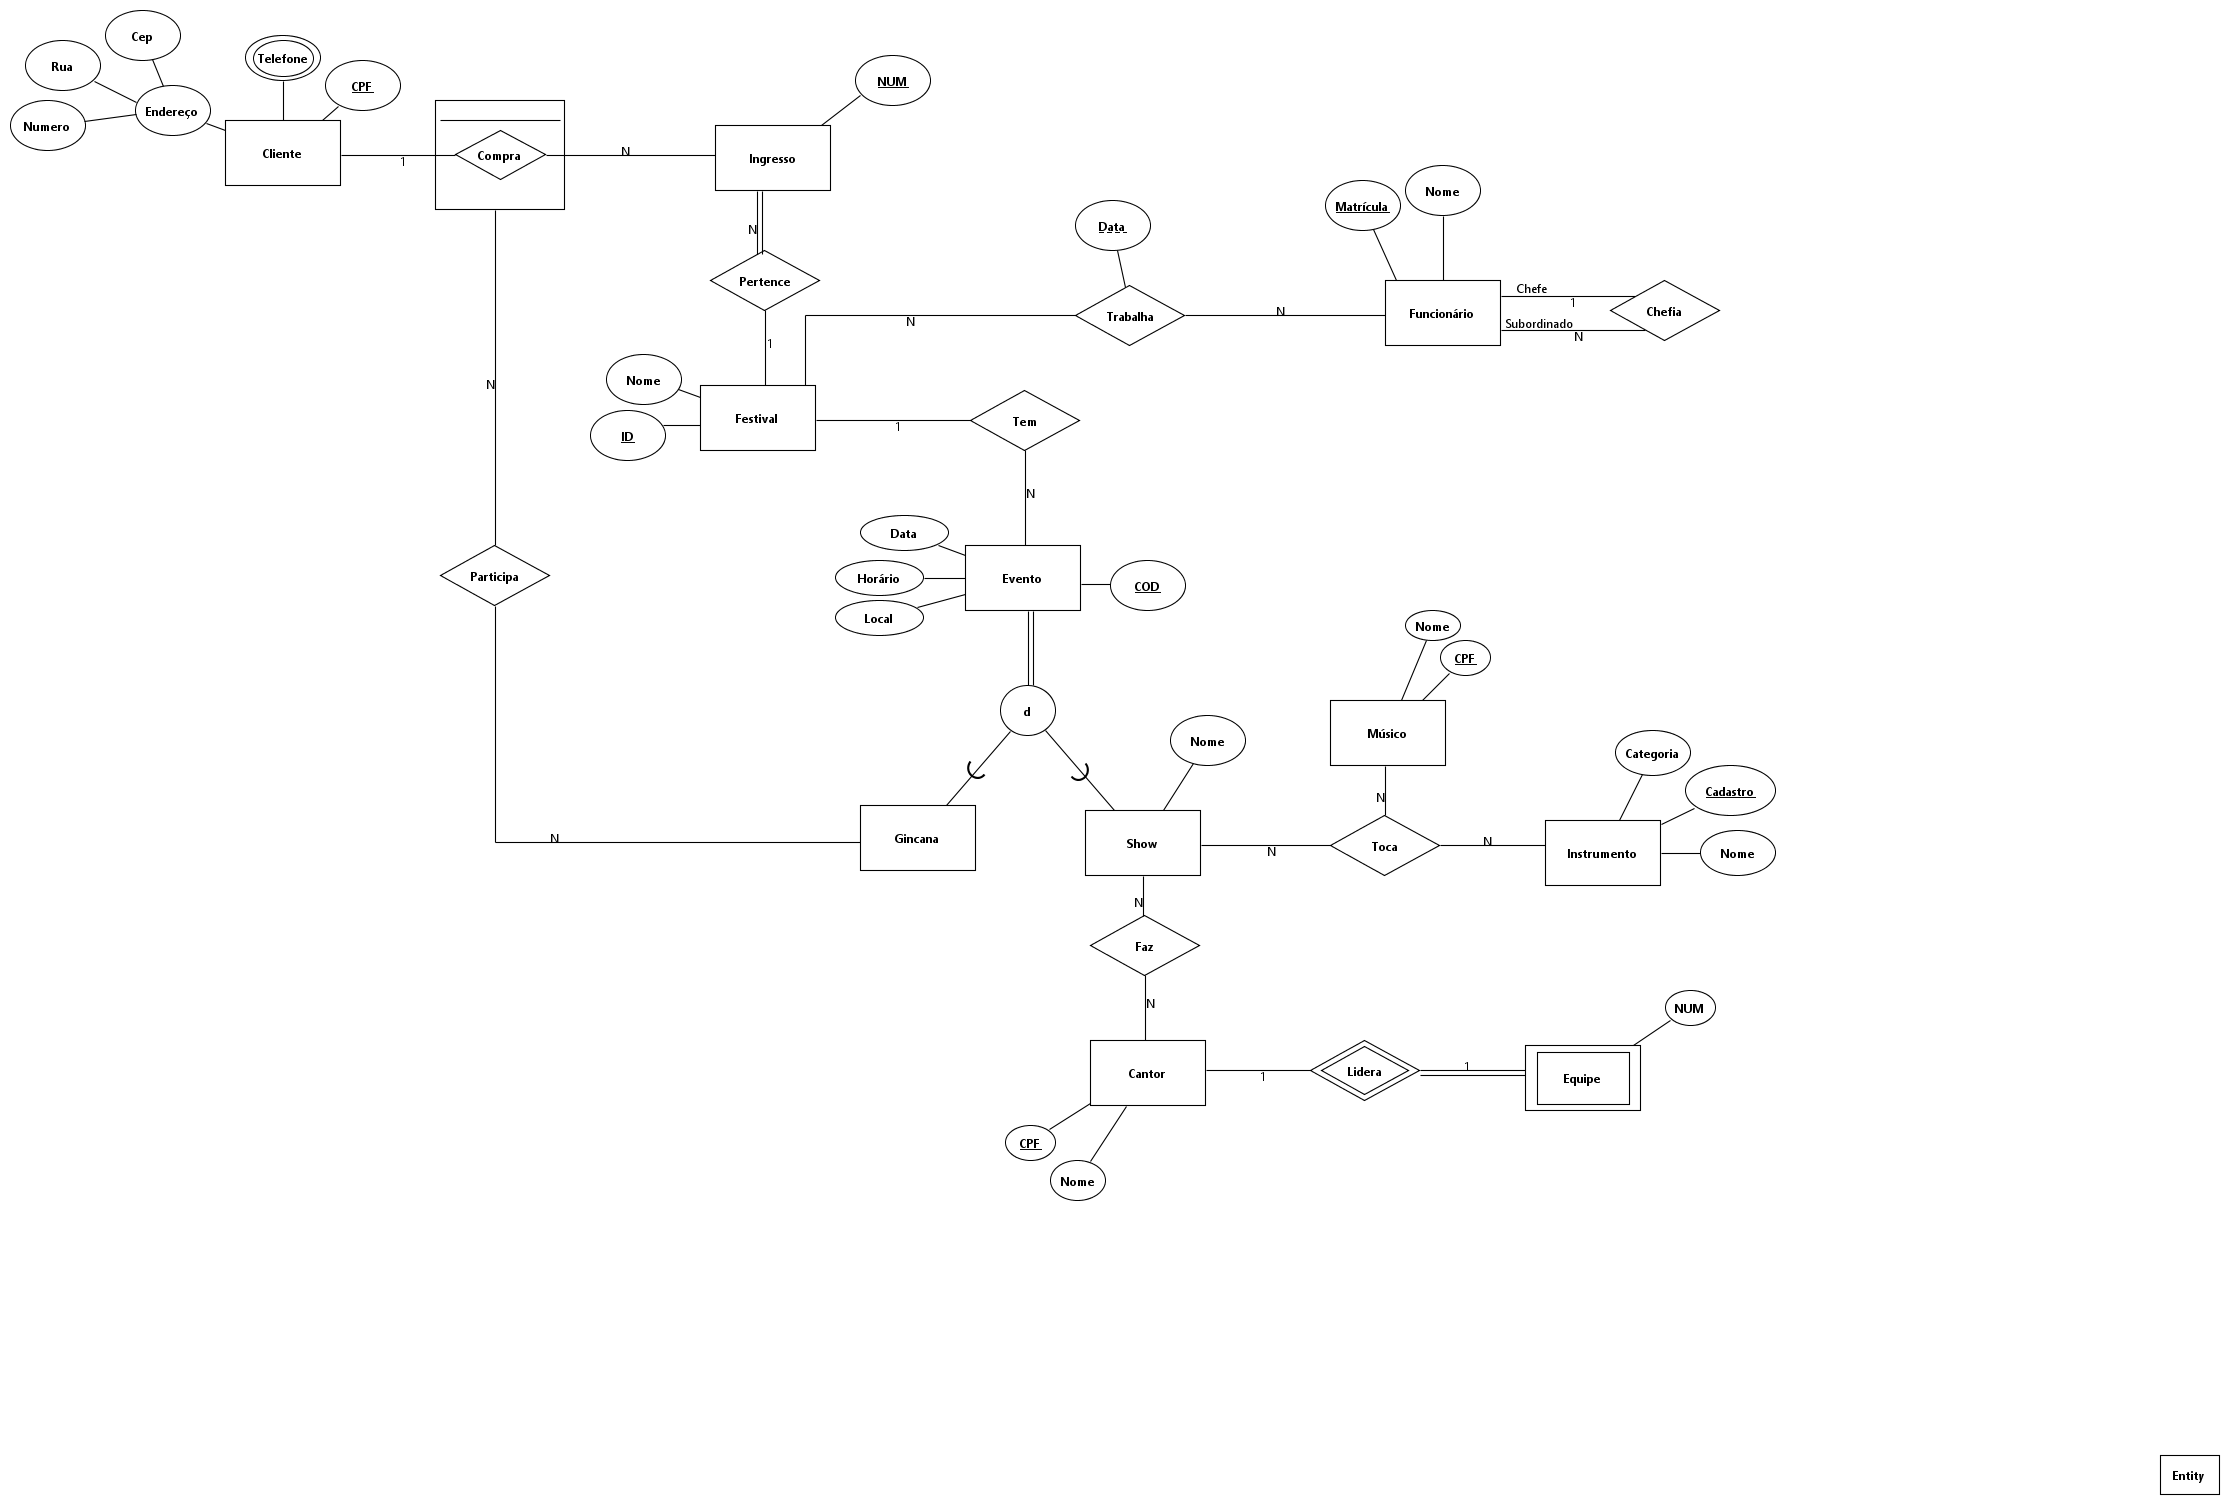 Cep
Rua
Telefone
CPF
Endereço
Numero
Cliente
1
Compra
N
Ingresso
NUM
N
Pertence
1
Data
N
Trabalha
N
Matrícula
Nome
Funcionário
Chefe
1
Subordinado
N
Chefia
N
Nome
ID
Festival
1
Tem
N
Data
Horário
Local
Evento
COD
Participa
N
d
Gincana
Nome
Show
N
Nome
CPF
Músico
N
Toca
N
Categoria
Cadastro
Nome
Instrumento
N
Faz
N
Cantor
CPF
Nome
1
Lidera
1
NUM
Equipe
Entity